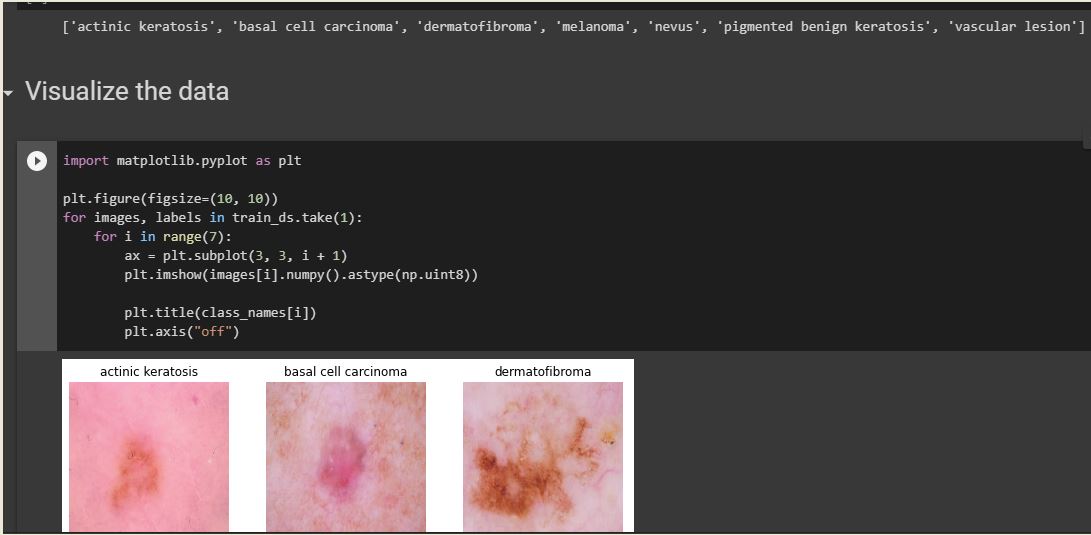 ['actinic keratosis', 'basal cell carcinoma', 'dermatofibroma', 'melanoma', 'nevus', 'pigmented benign keratosis', 'vascular lesion']
Visualize the data
import matplotlib.pyplot as plt
plt.figure(figsize=(10, 10))
for images, labels in train_ds.take(1):
    for i in range(7):
        ax = plt.subplot(3, 3, i + 1)
        plt.imshow(images[i].numpy().astype(np.uint8))
        plt.title(class_names[i])
        plt.axis("off")
actinic keratosis basal cell carcinoma dermatofibroma